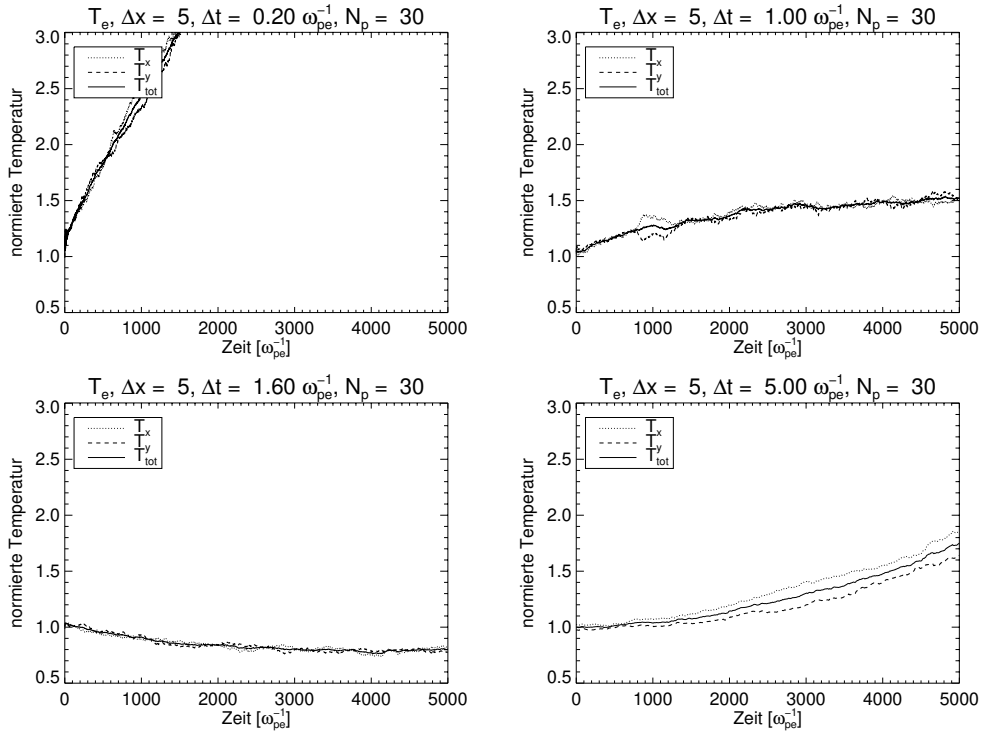 T_e, Δx = 5, Δt = 0.20 ω_pe^-1, N_p = 30
3.0
2.5
2.0
1.5
1.0
0.5
normierte Temperatur
T_x
T_y
T_tot
0 1000 2000 3000 4000 5000
Zeit [ω_pe^-1]
T_e, Δx = 5, Δt = 1.00 ω_pe^-1, N_p = 30
3.0
2.5
2.0
1.5
1.0
0.5
normierte Temperatur
T_x
T_y
T_tot
0 1000 2000 3000 4000 5000
Zeit [ω_pe^-1]
T_e, Δx = 5, Δt = 1.60 ω_pe^-1, N_p = 30
3.0
2.5
2.0
1.5
1.0
0.5
normierte Temperatur
T_x
T_y
T_tot
0 1000 2000 3000 4000 5000
Zeit [ω_pe^-1]
T_e, Δx = 5, Δt = 5.00 ω_pe^-1, N_p = 30
3.0
2.5
2.0
1.5
1.0
0.5
normierte Temperatur
T_x
T_y
T_tot
0 1000 2000 3000 4000 5000
Zeit [ω_pe^-1]